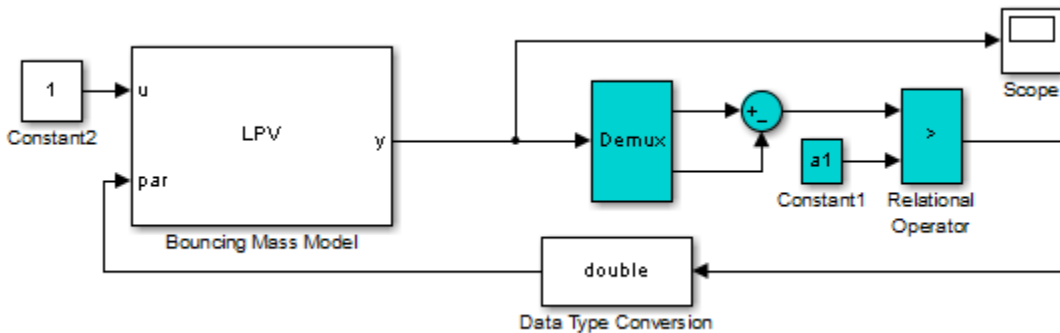 Scope
1
Constant2
u
LPV
y
par
Bouncing Mass Model
Demux
+
-
a1
Constant1
>
Relational
Operator
double
Data Type Conversion